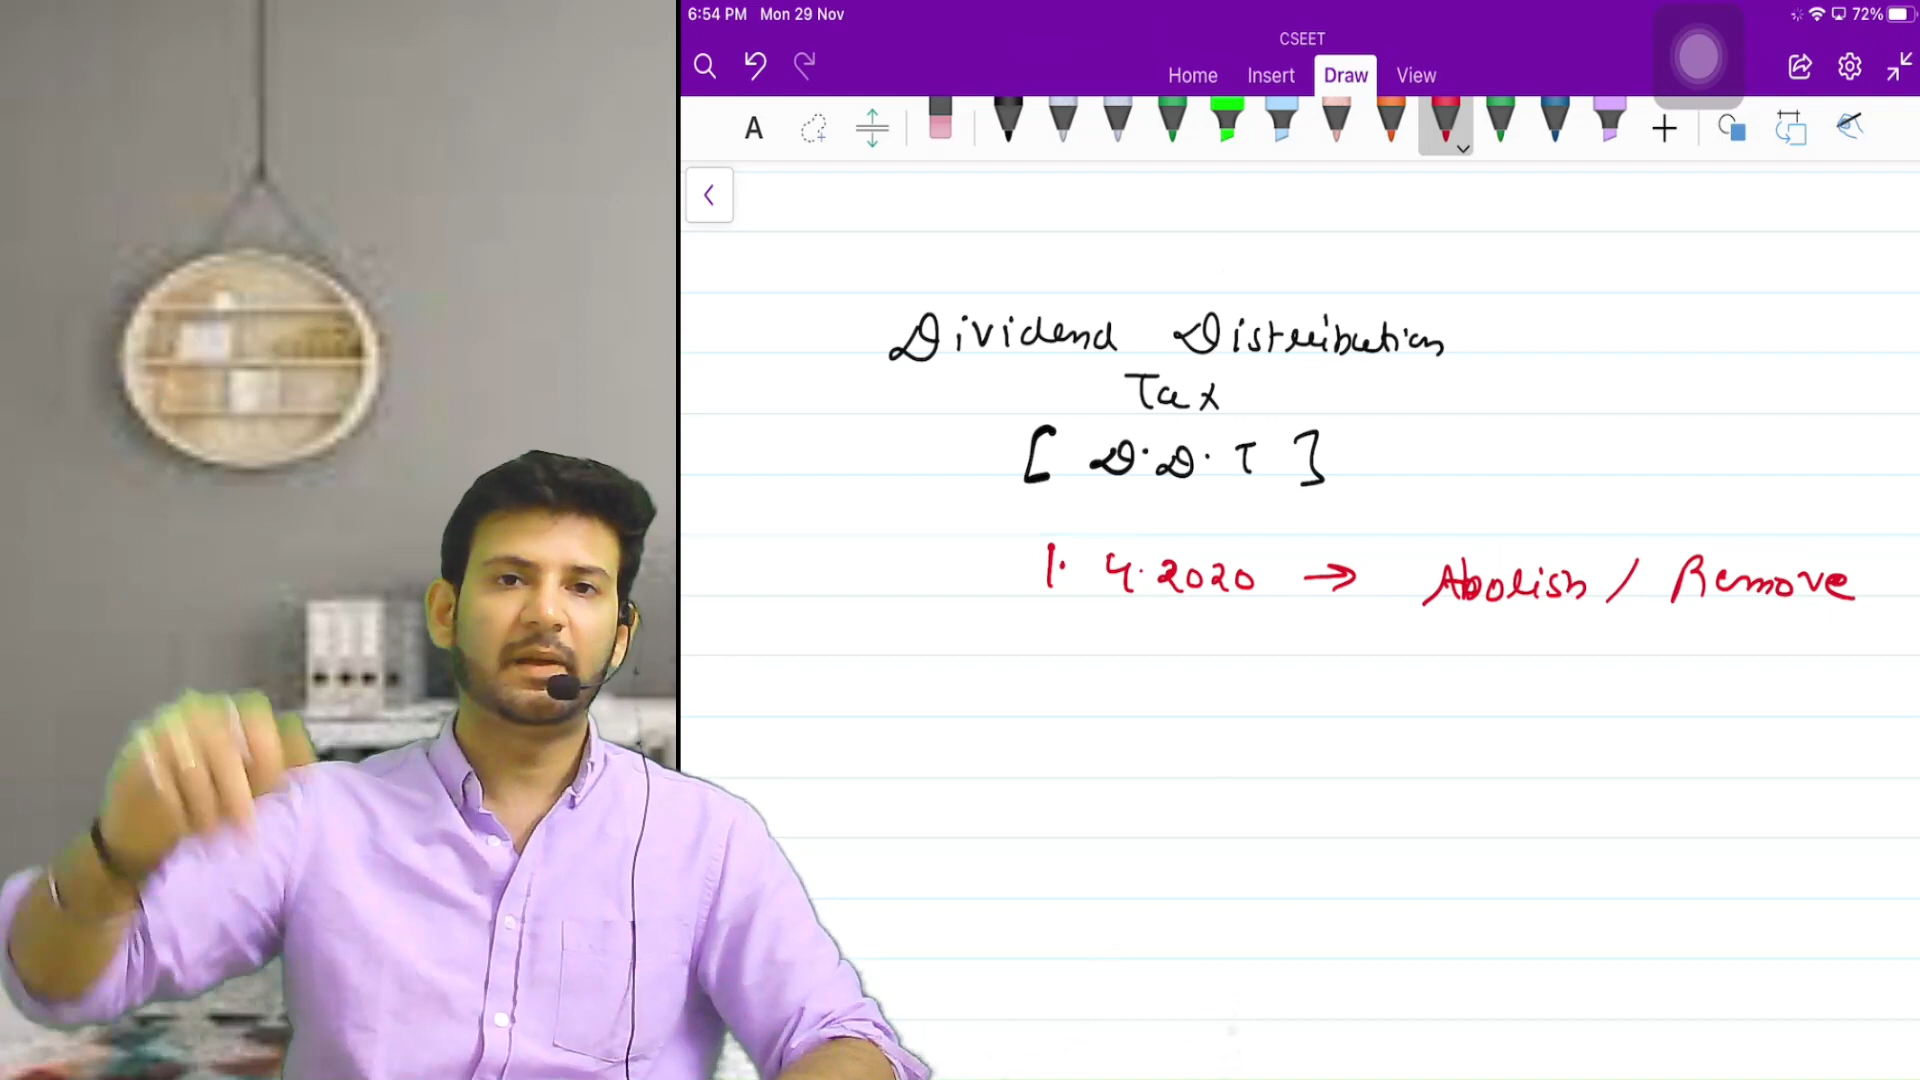 6:54 PM Mon 29 Nov
72%
CSEET
Home Insert Draw View
A
Dividend Distribution
Tax
[ D.D.T ]
1.4.2020 → Abolish / Remove